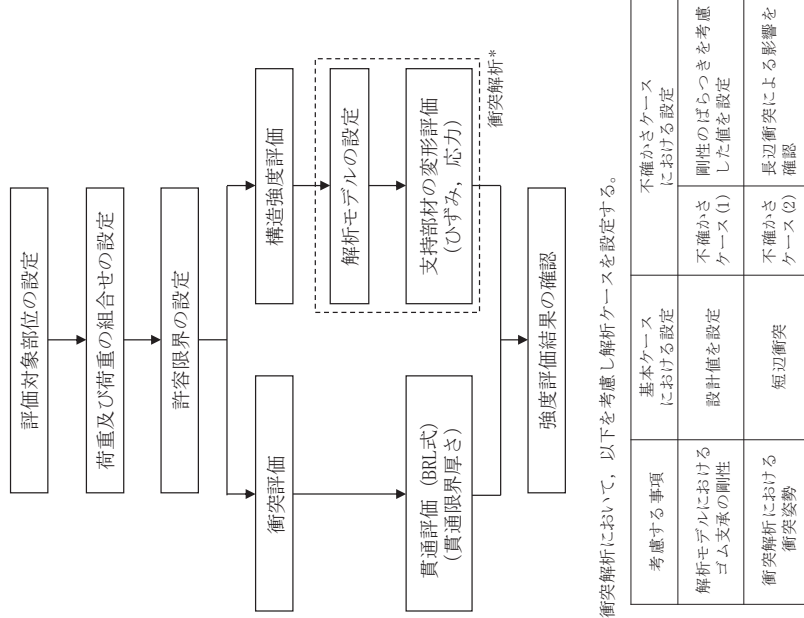 評価対象部位の設定
荷重及び荷重の組合せの設定
許容限界の設定
衝突評価
構造強度評価
解析モデルの設定
貫通評価（BRL式）
（貫通限界厚さ）
支持部材の変形評価
（ひずみ，応力）
衝突解析*
強度評価結果の確認
衝突解析において，以下を考慮し解析ケースを設定する。
考慮する事項
基本ケース
における設定
不確かさケース
における設定
解析モデルにおける
ゴム支承の剛性
設計値を設定
不確かさ
ケース(1)
剛性のばらつきを考慮
した値を設定
衝突解析における
衝突姿勢
短辺衝突
不確かさ
ケース(2)
長辺衝突による影響を
確認